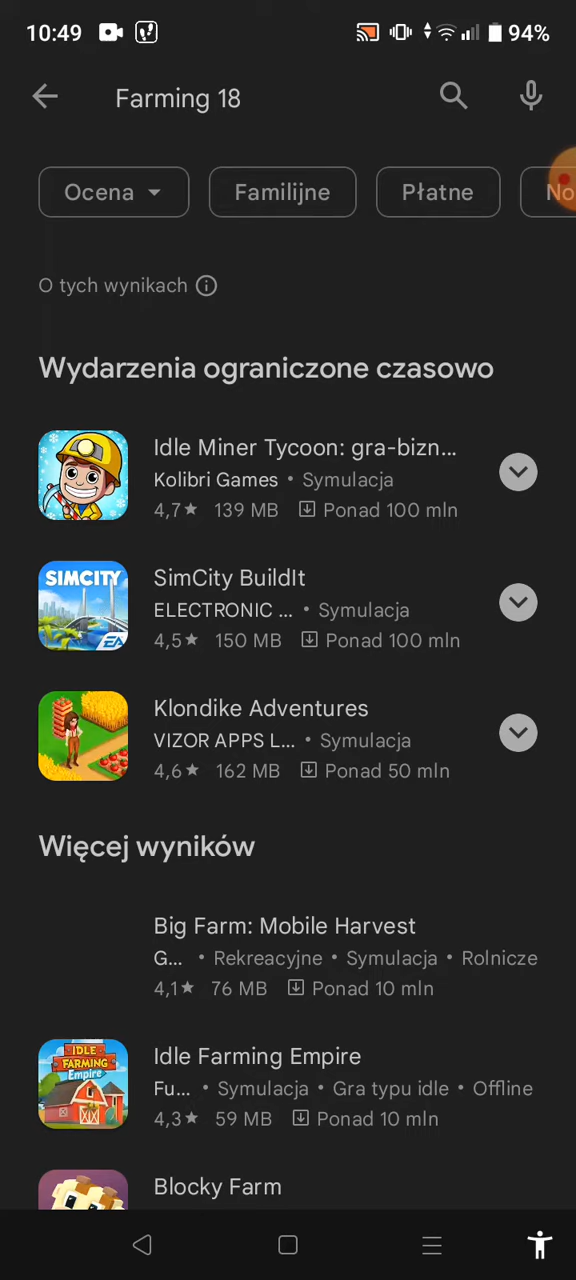 10:49 94%
Farming 18
Ocena Familijne Płatne No
O tych wynikach
Wydarzenia ograniczone czasowo
Idle Miner Tycoon: gra-bizn...
Kolibri Games • Symulacja
4,7★ 139 MB Ponad 100 mln
SIMCITY
EA
SimCity BuildIt
ELECTRONIC ... • Symulacja
4,5★ 150 MB Ponad 100 mln
Klondike Adventures
VIZOR APPS L... • Symulacja
4,6★ 162 MB Ponad 50 mln
Więcej wyników
Big Farm: Mobile Harvest
G... • Rekreacyjne • Symulacja • Rolnicze
4,1★ 76 MB Ponad 10 mln
IDLE
FARMING
Empire
Idle Farming Empire
Fu... • Symulacja • Gra typu idle • Offline
4,3★ 59 MB Ponad 10 mln
Blocky Farm